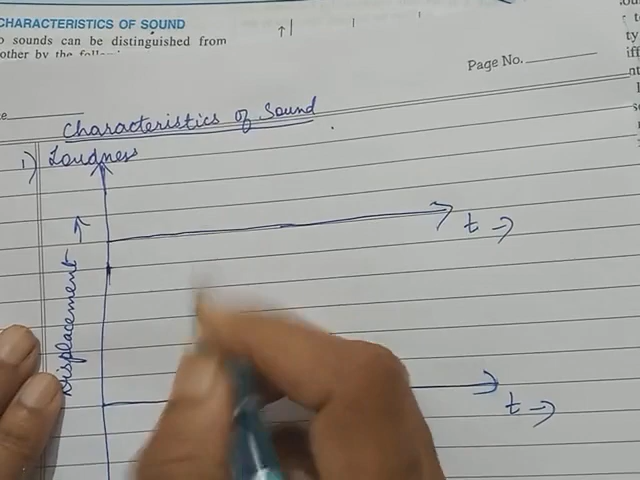 CHARACTERISTICS OF SOUND
sounds can be distinguished from
other by the
Page No.
Characteristics of Sound
1) Loudness
t →
Displacement →
t →